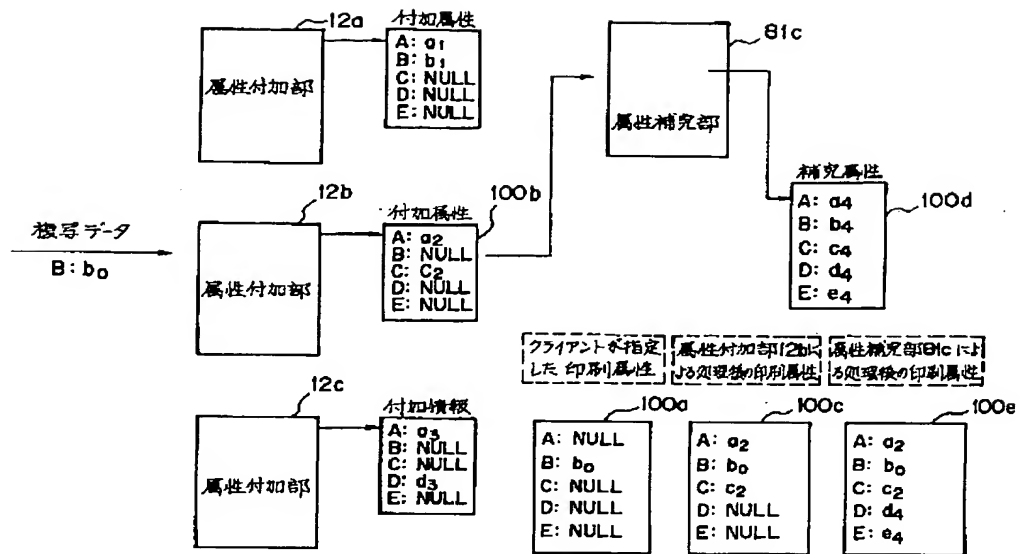 12a
付加属性
属性付加部
A: a1
B: b1
C: NULL
D: NULL
E: NULL
81c
属性補完部
補完属性
100d
A: a4
B: b4
C: c4
D: d4
E: e4
複写データ
B: b0
12b
付加属性
100b
属性付加部
A: a2
B: NULL
C: C2
D: NULL
E: NULL
12c
付加情報
属性付加部
A: a3
B: NULL
C: NULL
D: d3
E: NULL
クライアントが指定
した印刷属性
100a
A: NULL
B: b0
C: NULL
D: NULL
E: NULL
属性付加部12bに
よる処理後の印刷属性
100c
A: a2
B: b0
C: c2
D: NULL
E: NULL
属性補完部81cによ
る処理後の印刷属性
100e
A: a2
B: b0
C: c2
D: d4
E: e4